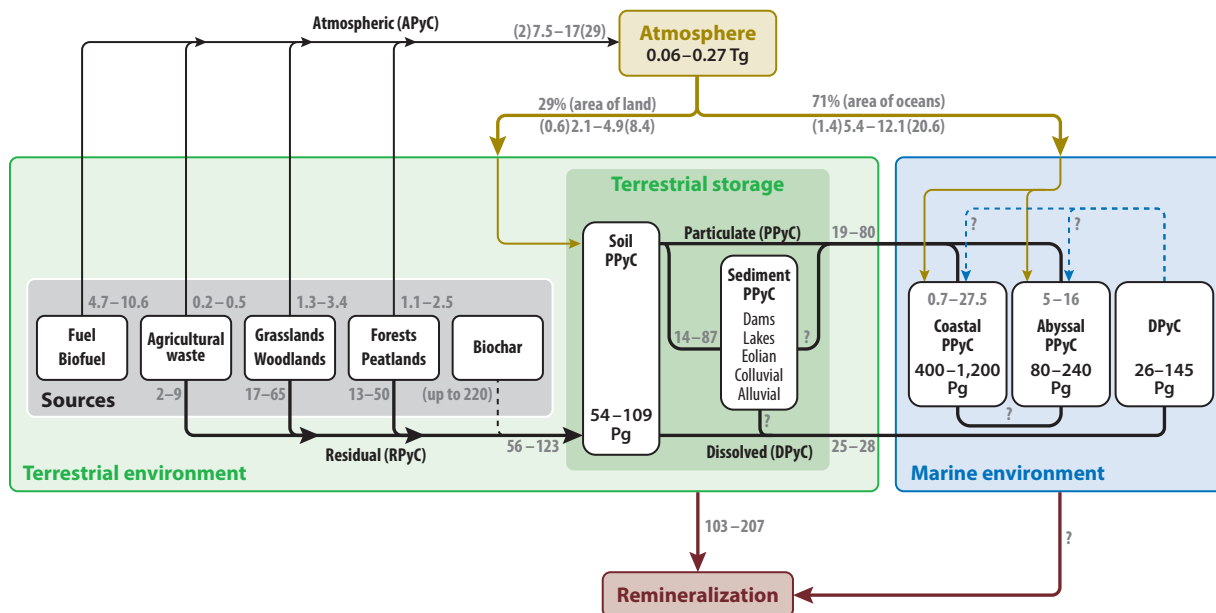 Atmospheric (APyC)
(2)7.5–17(29)
Atmosphere
0.06–0.27 Tg
29% (area of land)
(0.6)2.1–4.9(8.4)
71% (area of oceans)
(1.4)5.4–12.1(20.6)
Terrestrial storage
Soil
PPyC
54–109
Pg
Particulate (PPyC)
19–80
Sediment
PPyC
Dams
Lakes
Eolian
Colluvial
Alluvial
14–87
?
?
Dissolved (DPyC)
25–28
4.7–10.6
0.2–0.5
1.3–3.4
1.1–2.5
Fuel
Biofuel
Agricultural
waste
Grasslands
Woodlands
Forests
Peatlands
Biochar
2–9
17–65
13–50
(up to 220)
Sources
56–123
Residual (RPyC)
Terrestrial environment
?
?
0.7–27.5
Coastal
PPyC
400–1,200
Pg
5–16
Abyssal
PPyC
80–240
Pg
DPyC
26–145
Pg
?
Marine environment
103–207
?
Remineralization